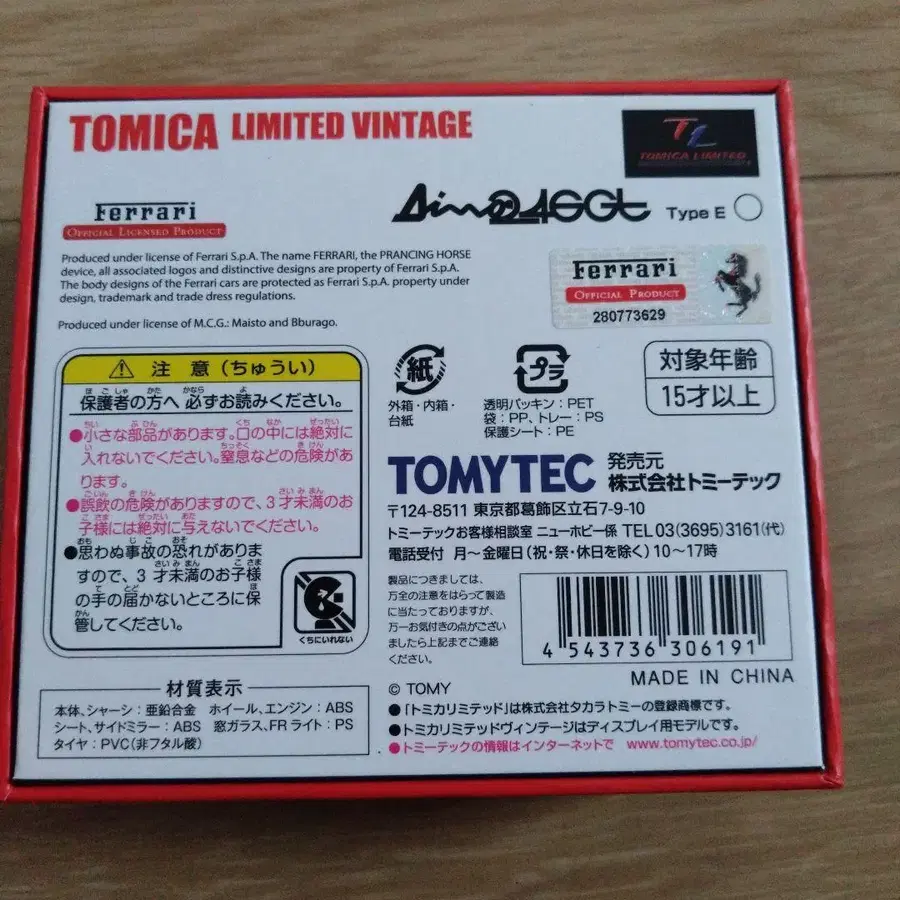 TOMICA LIMITED VINTAGE
TL
TOMICA LIMITED
Ferrari
OFFICIAL LICENSED PRODUCT
Dino 246Gt Type E
Produced under license of Ferrari S.p.A. The name FERRARI, the PRANCING HORSE
device, all associated logos and distinctive designs are property of Ferrari S.p.A.
The body designs of the Ferrari cars are protected as Ferrari S.p.A. property under
design, trademark and trade dress regulations.
Produced under license of M.C.G.: Maisto and Bburago.
Ferrari
OFFICIAL PRODUCT
280773629
注 意(ちゅうい)
保護者の方へ 必ずお読みください。
●小さな部品があります。口の中には絶対に
入れないでください。窒息などの危険があ
ります。
●誤飲の危険がありますので、3才未満のお
子様には絶対に与えないでください。
●思わぬ事故の恐れがありま
すので、3 才未満のお子様
の手の届かないところに保
管してください。
くちにいれない
紙
外箱・内箱・
台紙
プラ
透明パッキン:PET
袋:PP、トレー:PS
保護シート:PE
対象年齢
15才以上
TOMYTEC 発売元
株式会社トミーテック
〒124-8511 東京都葛飾区立石7-9-10
トミーテックお客様相談室 ニューホビー係 TEL03(3695)3161(代)
電話受付 月~金曜日(祝・祭・休日を除く)10~17時
製品につきましては、
万全の注意をはらって製造
に当たっておりますが、
万一お気付きの点がござい
ましたら上記までご連絡
ください。
4 543736 306191
MADE IN CHINA
材質表示
本体、シャーシ:亜鉛合金 ホイール、エンジン:ABS
シート、サイドミラー:ABS 窓ガラス、FRライト:PS
タイヤ:PVC(非フタル酸)
© TOMY
●「トミカリミテッド」は株式会社タカラトミーの登録商標です。
●トミカリミテッドヴィンテージはディスプレイ用モデルです。
●トミーテックの情報はインターネットで www.tomytec.co.jp/